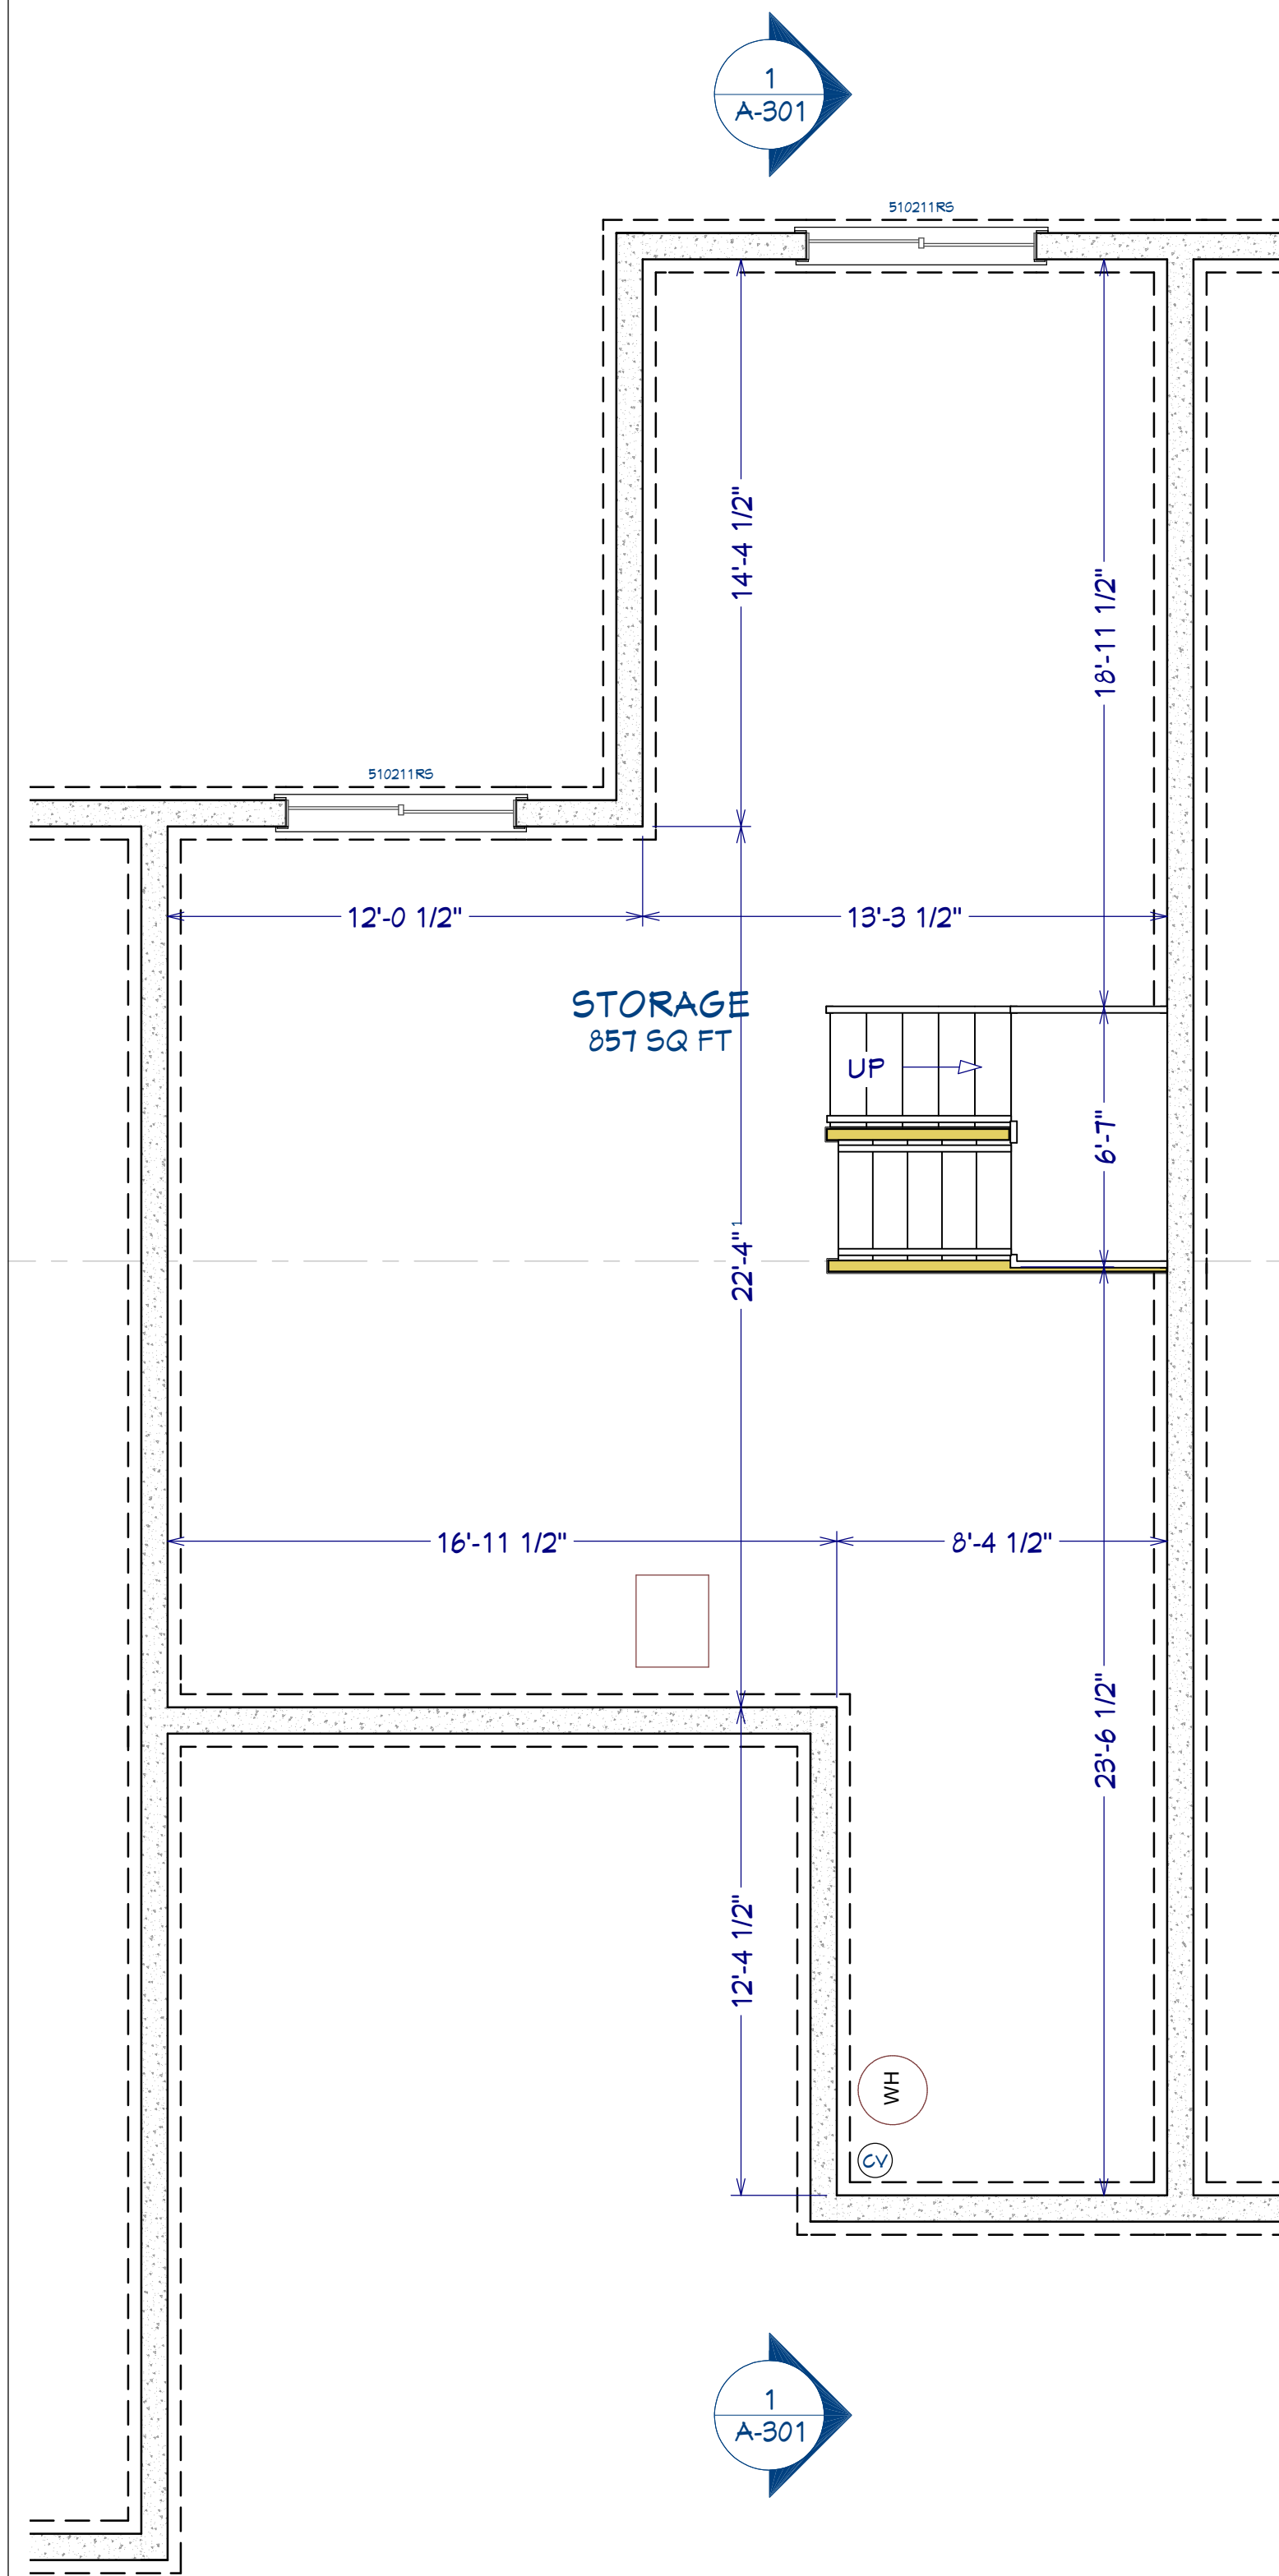 1
A-301
510211RS
14'-4 1/2"
18'-11 1/2"
510211RS
12'-0 1/2"
13'-3 1/2"
STORAGE
857 SQ FT
UP
6'-7"
22'-4"
1
16'-11 1/2"
8'-4 1/2"
23'-6 1/2"
12'-4 1/2"
WH
CV
1
A-301